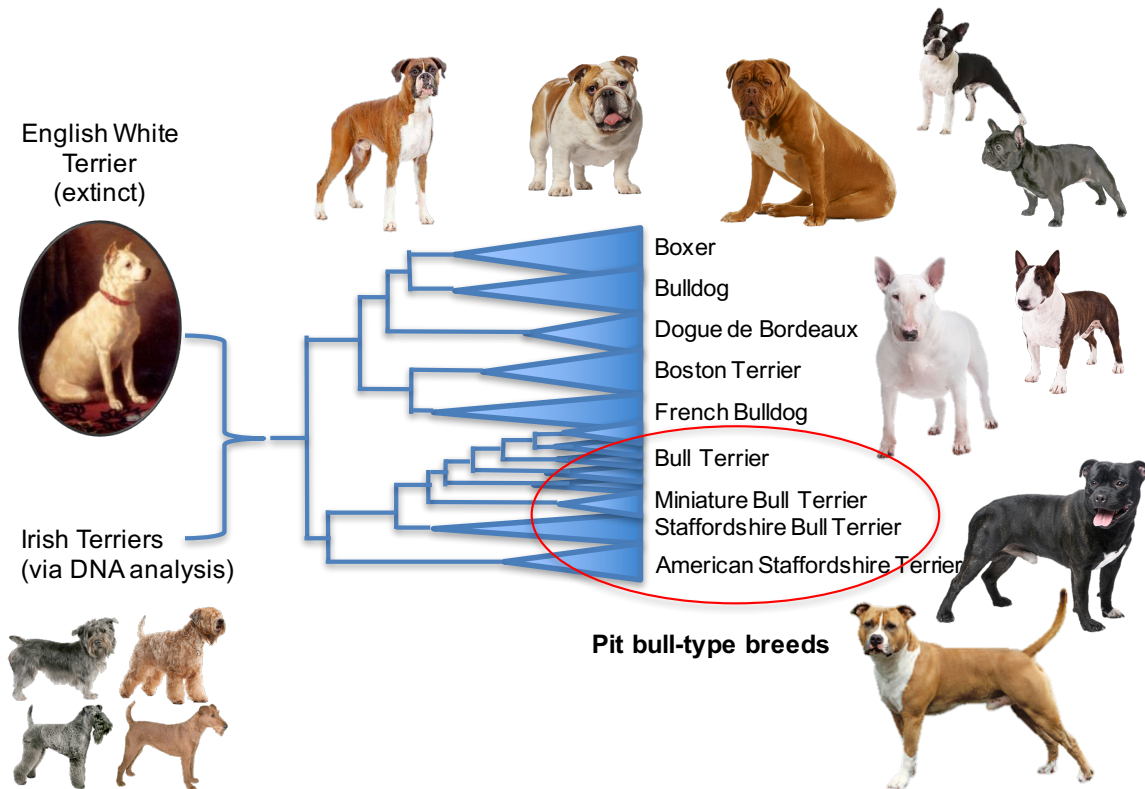 English White
Terrier
(extinct)
Boxer
Bulldog
Dogue de Bordeaux
Boston Terrier
French Bulldog
Bull Terrier
Miniature Bull Terrier
Staffordshire Bull Terrier
American Staffordshire Terrier
Irish Terriers
(via DNA analysis)
Pit bull-type breeds